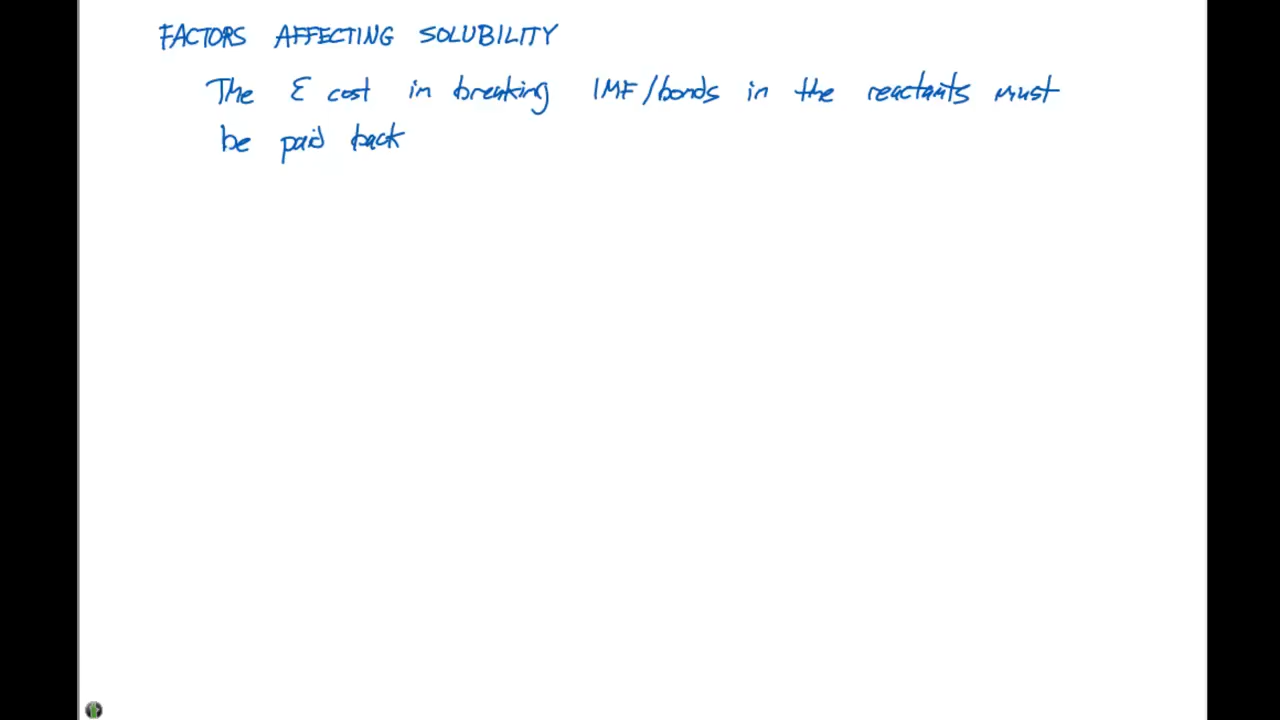 FACTORS AFFECTING SOLUBILITY
The E cost in breaking IMF/bonds in the reactants must
be paid back